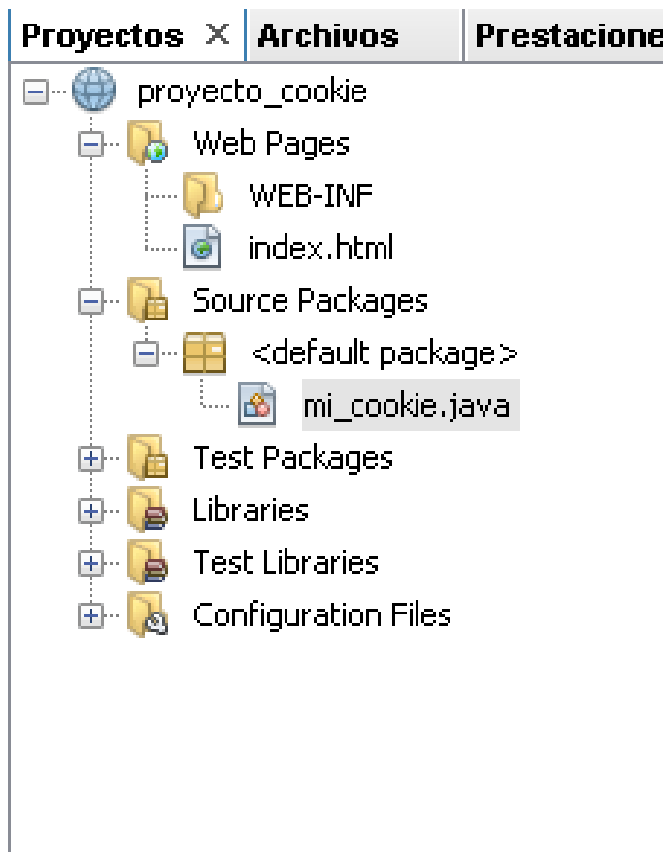 Proyectos Archivos Prestacione
proyecto_cookie
Web Pages
WEB-INF
index.html
Source Packages
<default package>
mi_cookie.java
Test Packages
Libraries
Test Libraries
Configuration Files